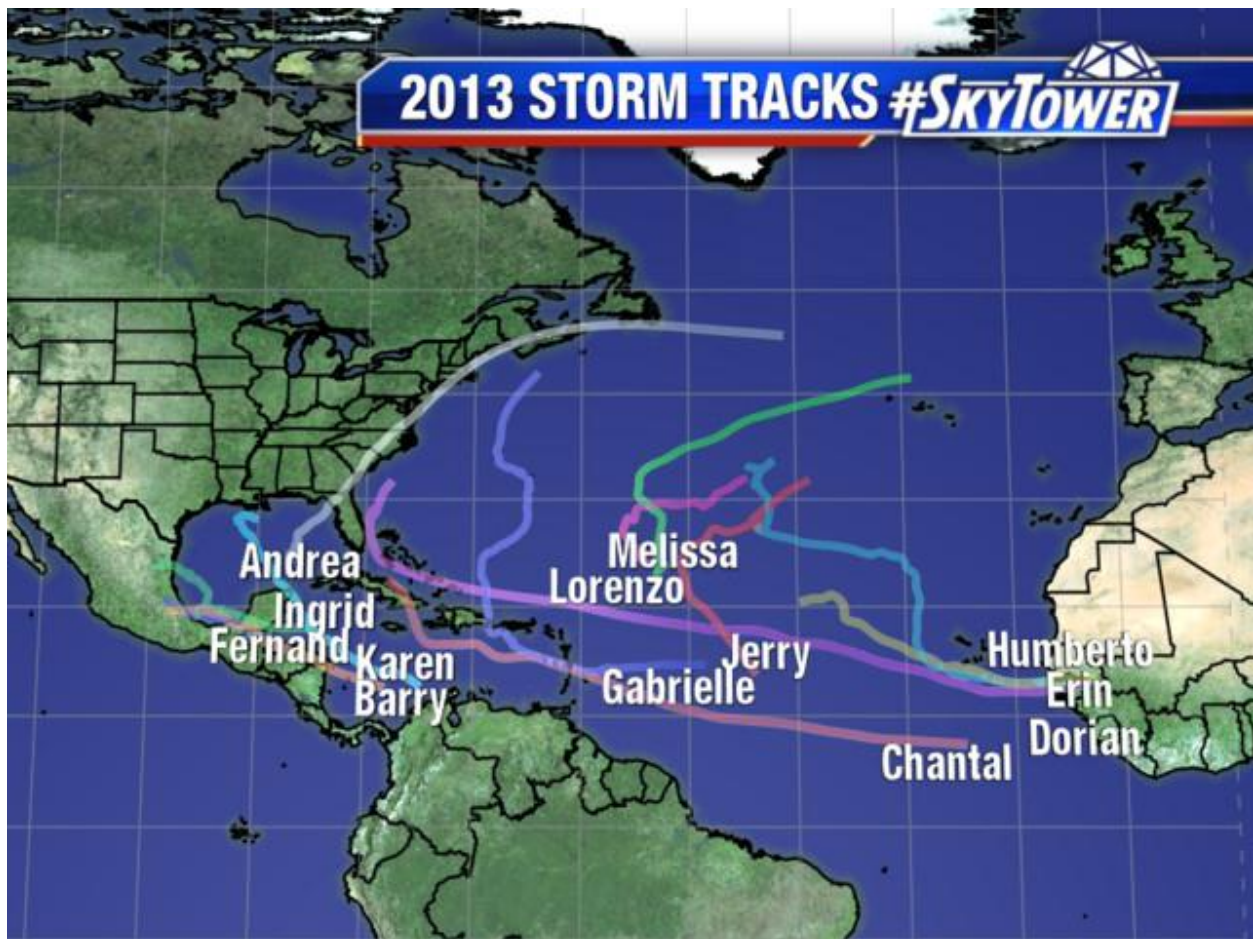 2013 STORM TRACKS #SKYTOWER
Andrea
Melissa
Lorenzo
Ingrid
Fernand
Karen
Barry
Jerry
Gabrielle
Humberto
Erin
Dorian
Chantal